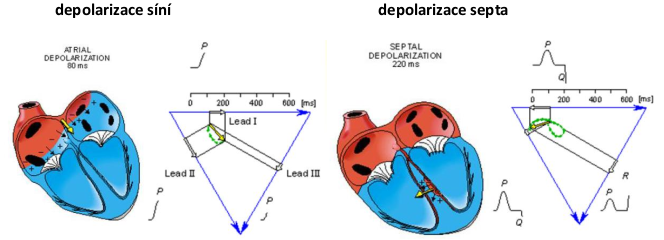 depolarizace síní
ATRIAL
DEPOLARIZATION
80 ms
P
0 200 400 600 [ms]
Lead I
Lead II
Lead III
P
P
depolarizace septa
SEPTAL
DEPOLARIZATION
220 ms
P
Q
0 200 400 600 [ms]
R
P
Q
P